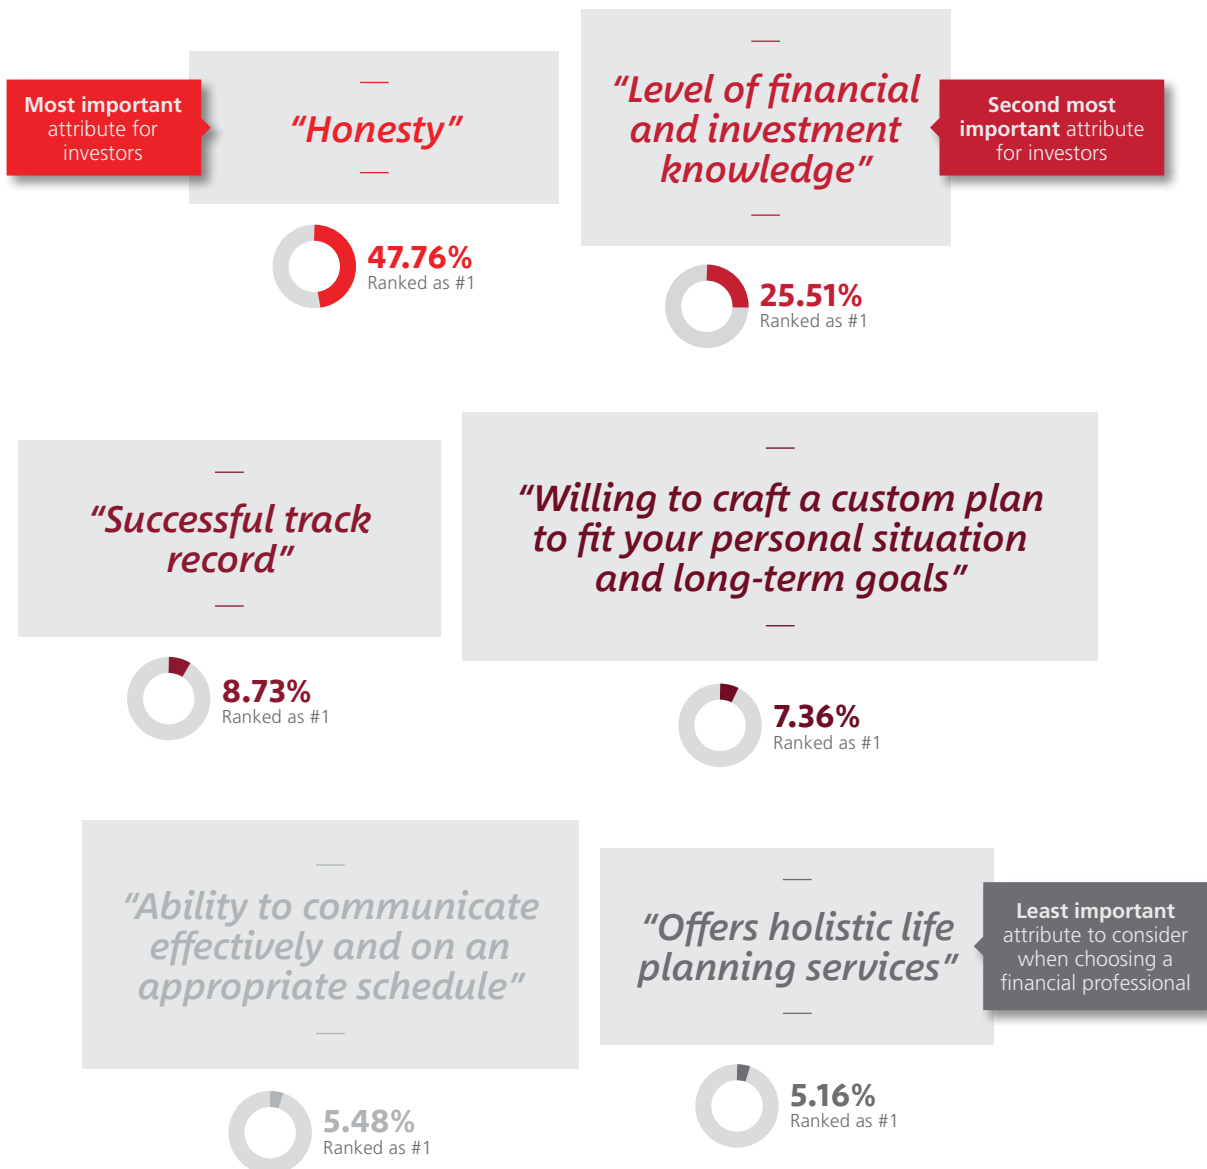 Most important
attribute for
investors
“Honesty”
47.76%
Ranked as #1
“Level of financial
and investment
knowledge”
Second most
important attribute
for investors
25.51%
Ranked as #1
“Successful track
record”
8.73%
Ranked as #1
“Willing to craft a custom plan
to fit your personal situation
and long-term goals”
7.36%
Ranked as #1
“Ability to communicate
effectively and on an
appropriate schedule”
5.48%
Ranked as #1
“Offers holistic life
planning services”
Least important
attribute to consider
when choosing a
financial professional
5.16%
Ranked as #1